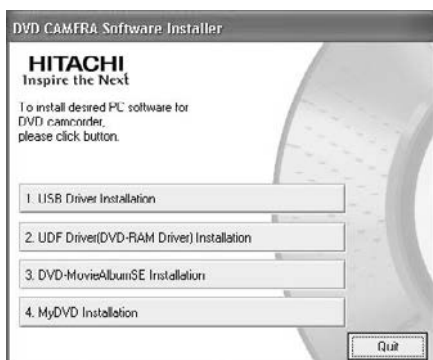 DVD CAMERA Software Installer
HITACHI
Inspire the Next
To install desired PC software for
DVD camcorder,
please click button.
1. USB Driver Installation
2. UDF Driver(DVD-RAM Driver) Installation
3. DVD-MovieAlbumSE Installation
4. MyDVD Installation
Quit